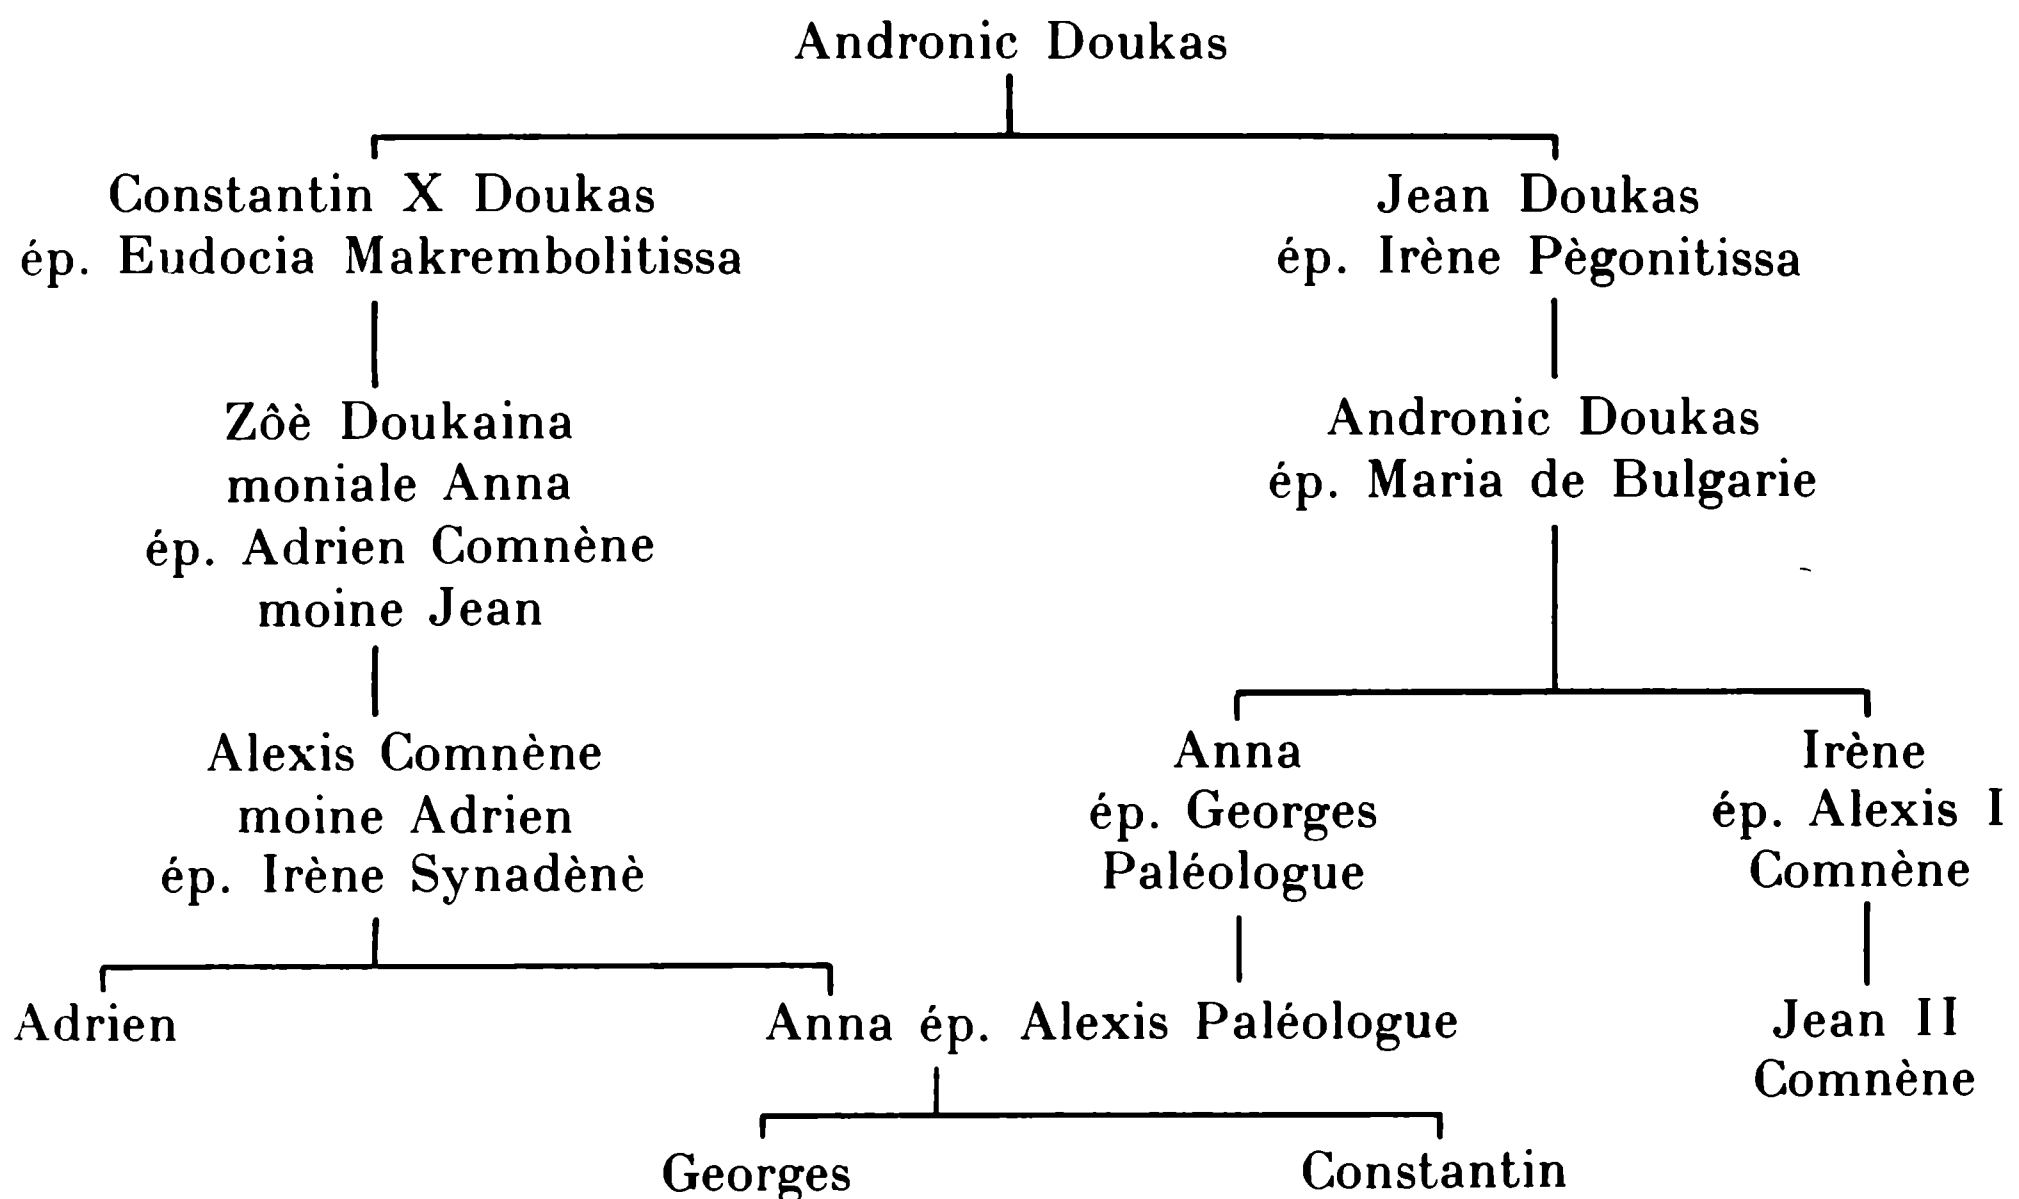 Andronic Doukas
Constantin X Doukas
ép. Eudocia Makrembolitissa
Jean Doukas
ép. Irène Pègonitissa
Zôè Doukaina
moniale Anna
ép. Adrien Comnène
moine Jean
Andronic Doukas
ép. Maria de Bulgarie
Alexis Comnène
moine Adrien
ép. Irène Synadènè
Anna
ép. Georges
Paléologue
Irène
ép. Alexis I
Comnène
Adrien
Anna ép. Alexis Paléologue
Jean II
Comnène
Georges
Constantin